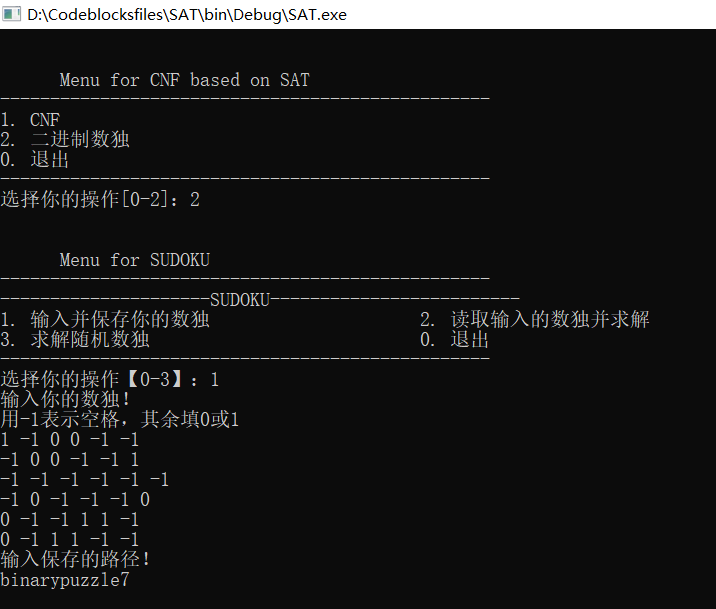 D:\Codeblocksfiles\SAT\bin\Debug\SAT.exe
Menu for CNF based on SAT
-------------------------------------------------
1. CNF
2. 二进制数独
0. 退出
-------------------------------------------------
选择你的操作[0-2]: 2
Menu for SUDOKU
-------------------------------------------------
---------------------SUDOKU-------------------------
1. 输入并保存你的数独 2. 读取输入的数独并求解
3. 求解随机数独 0. 退出
-------------------------------------------------
选择你的操作【0-3】: 1
输入你的数独!
用-1表示空格，其余填0或1
1 -1 0 0 -1 -1
-1 0 0 -1 -1 1
-1 -1 -1 -1 -1 -1
-1 0 -1 -1 -1 0
0 -1 -1 1 1 -1
0 -1 1 1 -1 -1
输入保存的路径!
binarypuzzle7